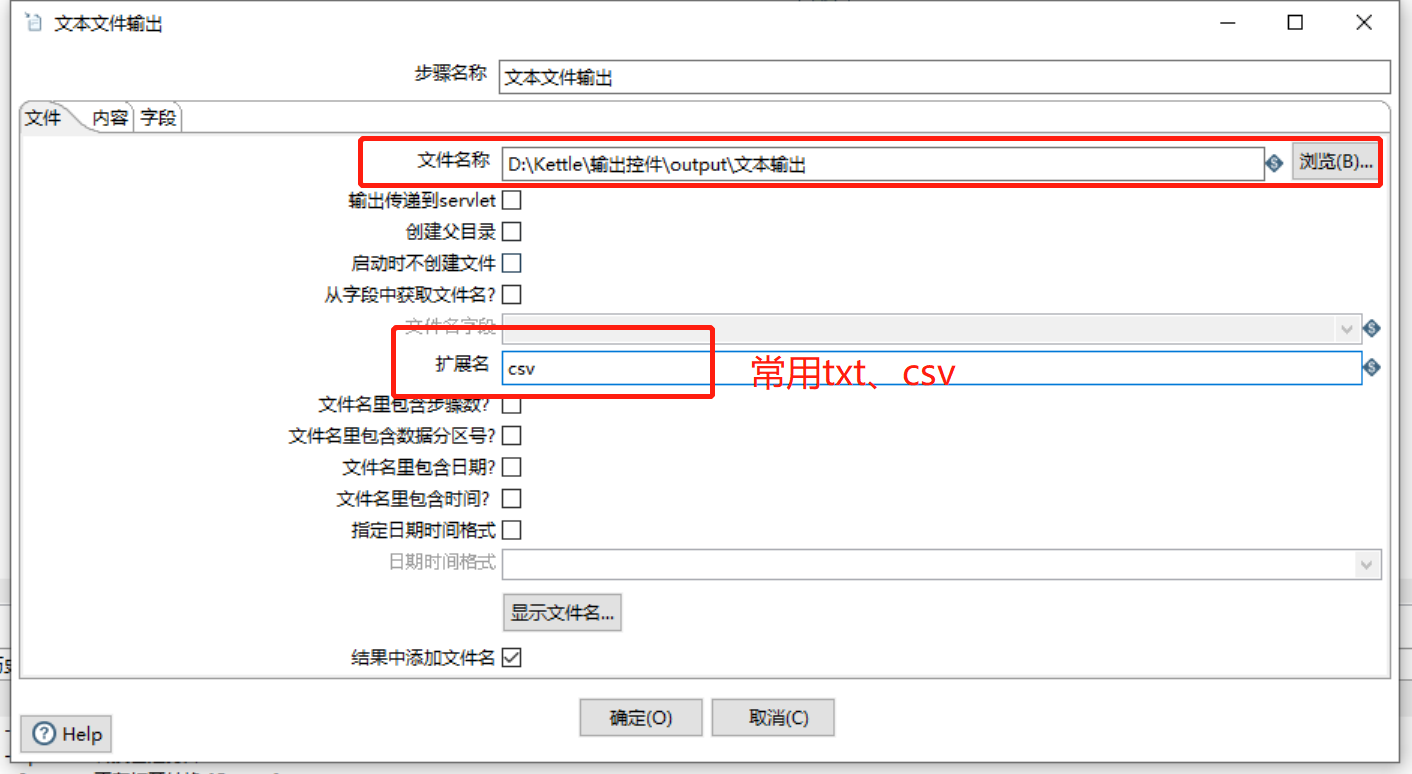 文本文件输出
步骤名称 文本文件输出
文件 内容 字段
文件名称 D:\Kettle\输出控件\output\文本输出 浏览(B)...
输出传递到servlet
创建父目录
启动时不创建文件
从字段中获取文件名?
文件名字段
扩展名 csv 常用txt、csv
文件名里包含步骤数?
文件名里包含数据分区号?
文件名里包含日期?
文件名里包含时间?
指定日期时间格式
日期时间格式
显示文件名...
结果中添加文件名
确定(O) 取消(C)
Help